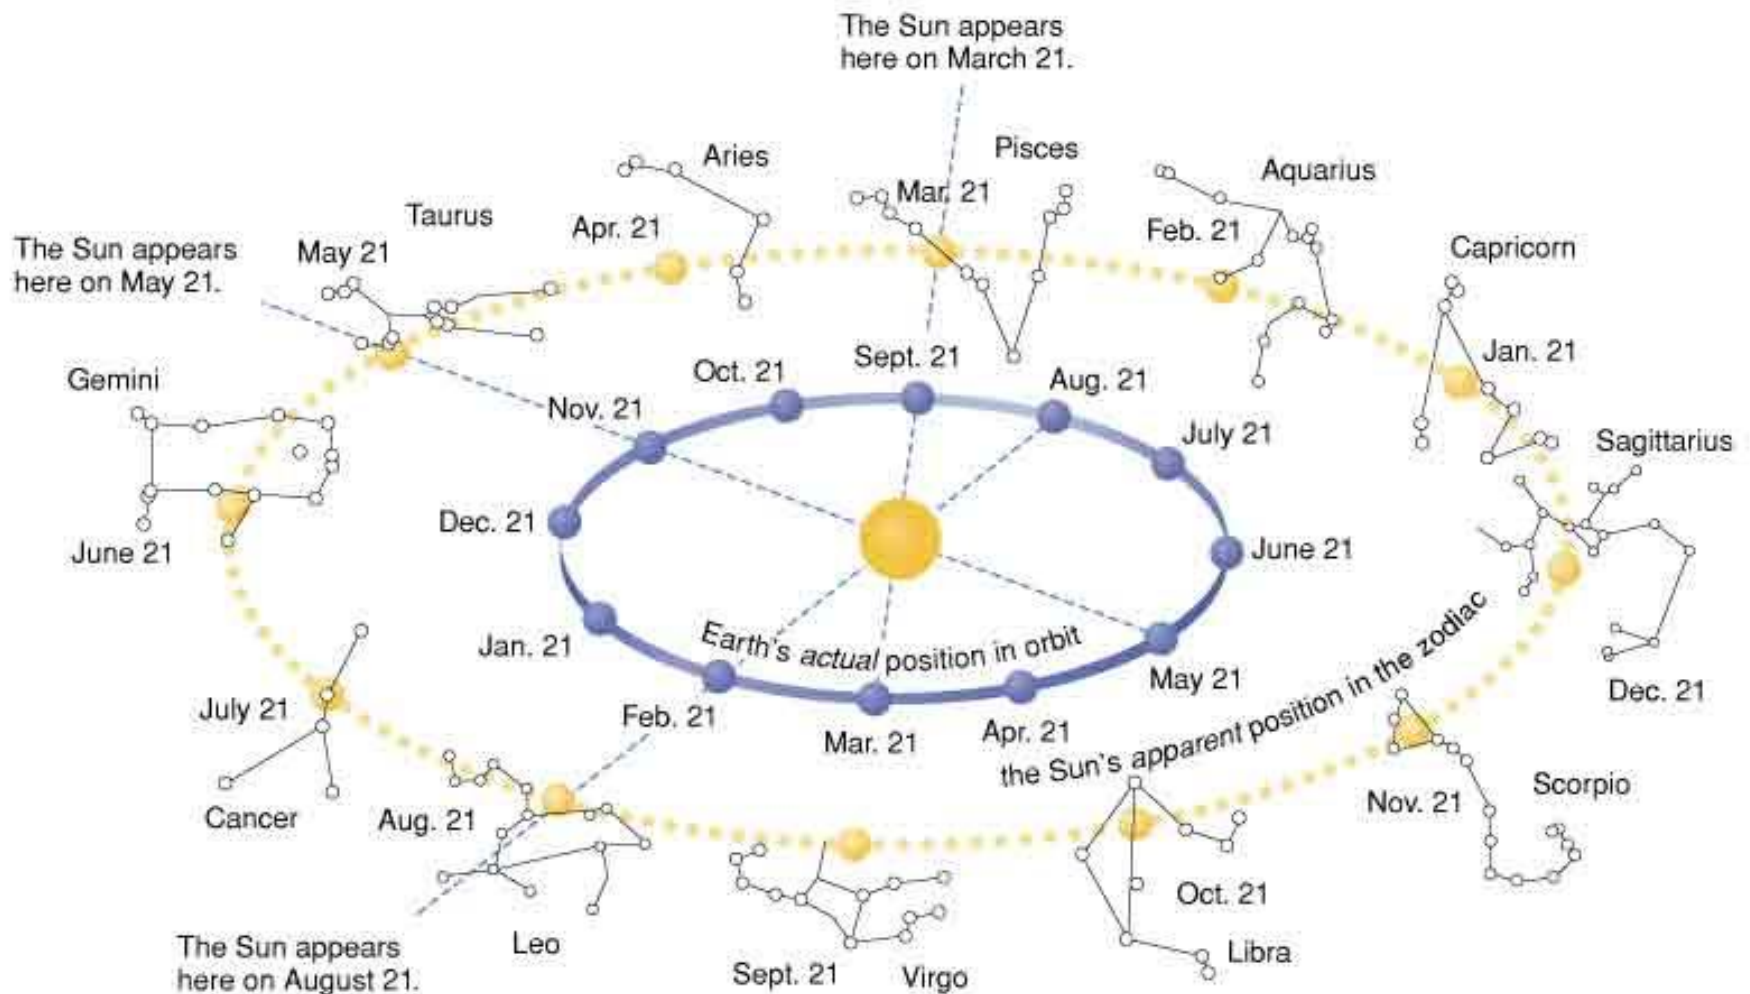 The Sun appears
here on March 21.
Pisces
Aries
Mar. 21
Aquarius
Taurus
Apr. 21
Feb. 21
The Sun appears
here on May 21.
May 21
Capricorn
Jan. 21
Sept. 21
Oct. 21
Aug. 21
Gemini
Nov. 21
July 21
Sagittarius
Dec. 21
June 21
June 21
Earth's actual position in orbit
Jan. 21
May 21
the Sun's apparent position in the zodiac
Dec. 21
July 21
Feb. 21
Mar. 21
Apr. 21
Cancer
Aug. 21
Nov. 21
Scorpio
Oct. 21
Leo
Libra
The Sun appears
here on August 21.
Sept. 21
Virgo